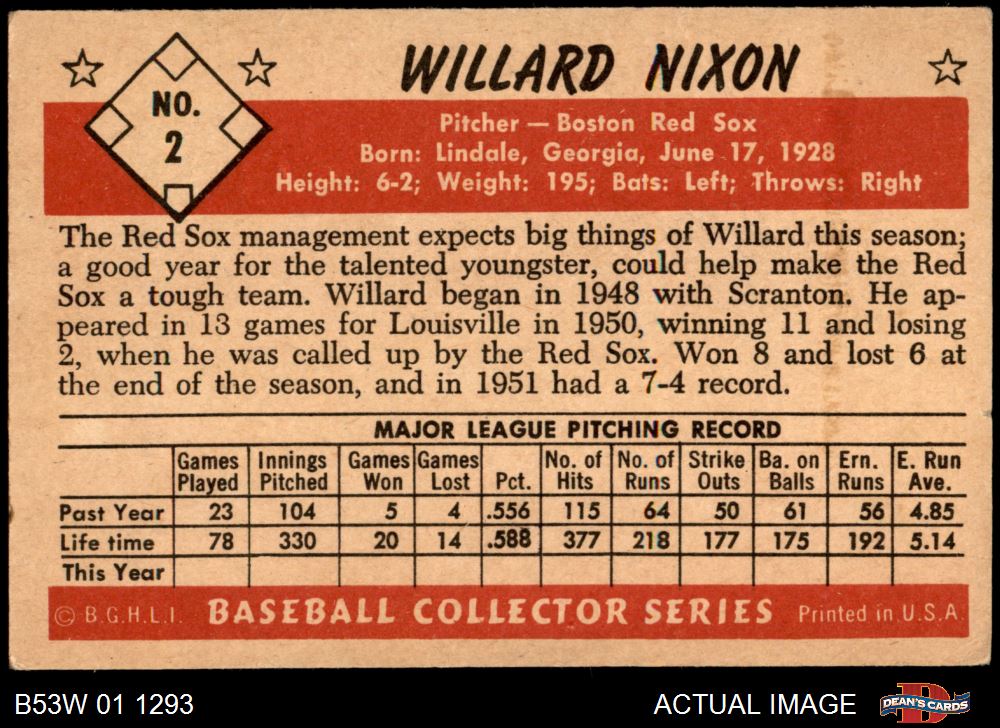 NO.
2
WILLARD NIXON
Pitcher — Boston Red Sox
Born: Lindale, Georgia, June 17, 1928
Height: 6-2; Weight: 195; Bats: Left; Throws: Right
The Red Sox management expects big things of Willard this season;
a good year for the talented youngster, could help make the Red
Sox a tough team. Willard began in 1948 with Scranton. He ap-
peared in 13 games for Louisville in 1950, winning 11 and losing
2, when he was called up by the Red Sox. Won 8 and lost 6 at
the end of the season, and in 1951 had a 7-4 record.
MAJOR LEAGUE PITCHING RECORD
Games Played Innings Pitched Games Won Games Lost Pct. No. of Hits No. of Runs Strike Outs Ba. on Balls Ern. Runs E. Run Ave.
Past Year 23 104 5 4 .556 115 64 50 61 56 4.85
Life time 78 330 20 14 .588 377 218 177 175 192 5.14
This Year
© B.G.H.L.I. BASEBALL COLLECTOR SERIES Printed in U.S.A.
B53W 01 1293 ACTUAL IMAGE DEAN'S CARDS